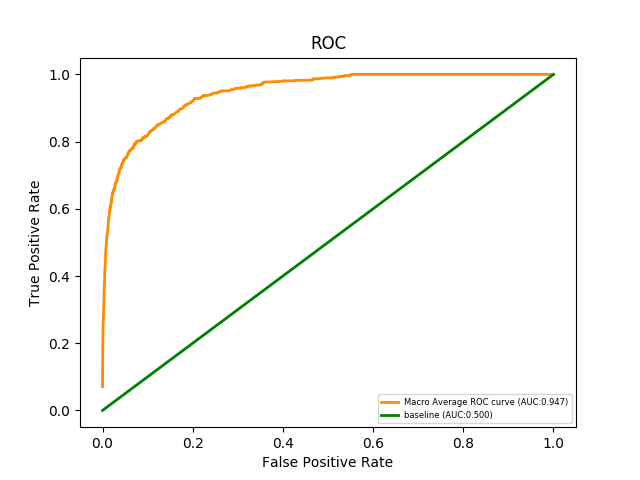 ROC
1.0
0.8
0.6
0.4
0.2
0.0
True Positive Rate
Macro Average ROC curve (AUC:0.947)
baseline (AUC:0.500)
0.0 0.2 0.4 0.6 0.8 1.0
False Positive Rate